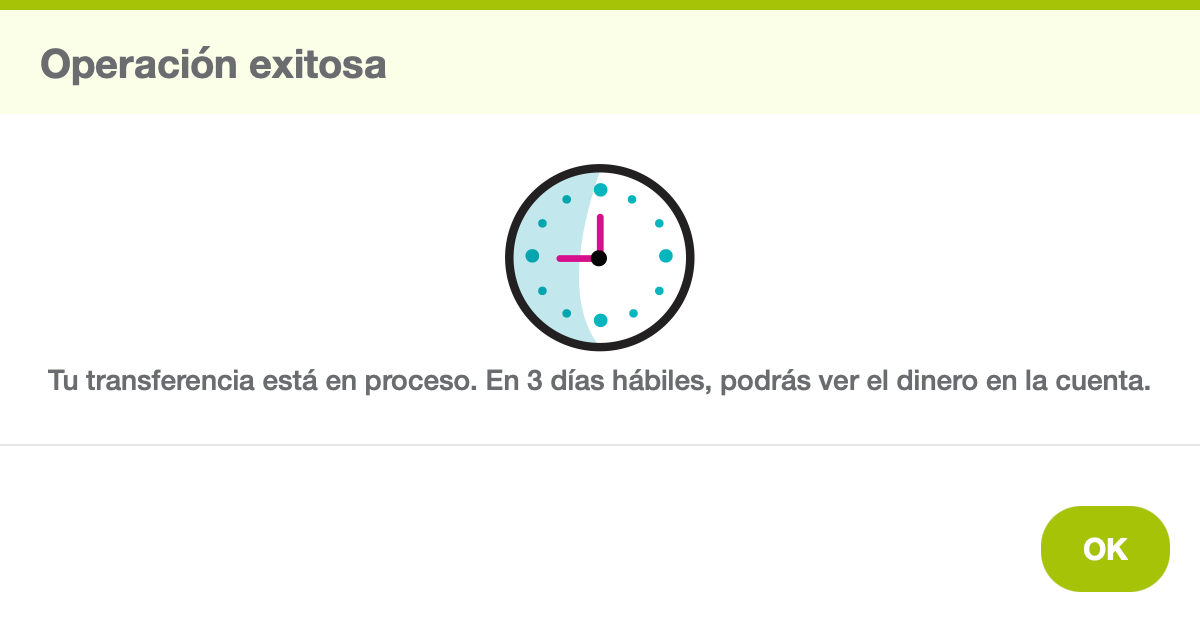 Operación exitosa
Tu transferencia está en proceso. En 3 días hábiles, podrás ver el dinero en la cuenta.
OK